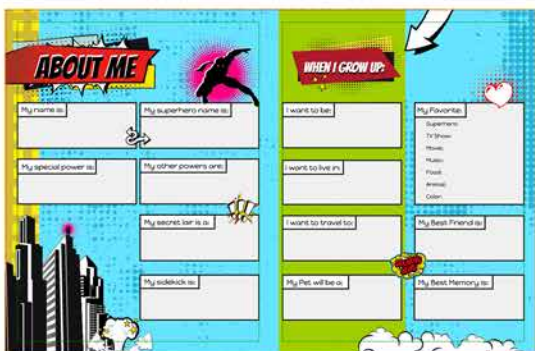 ABOUT ME
My name is:
My superhero name is:
My special power is:
My other powers are:
My secret lair is a:
My sidekick is:
WHEN I GROW UP:
I want to be:
I want to live in:
I want to travel to:
My Pet will be a:
My Favorite:
Superhero:
TV Show:
Movie:
Music:
Food:
Animal:
Color:
My Best Friend is:
My Best Memory is: